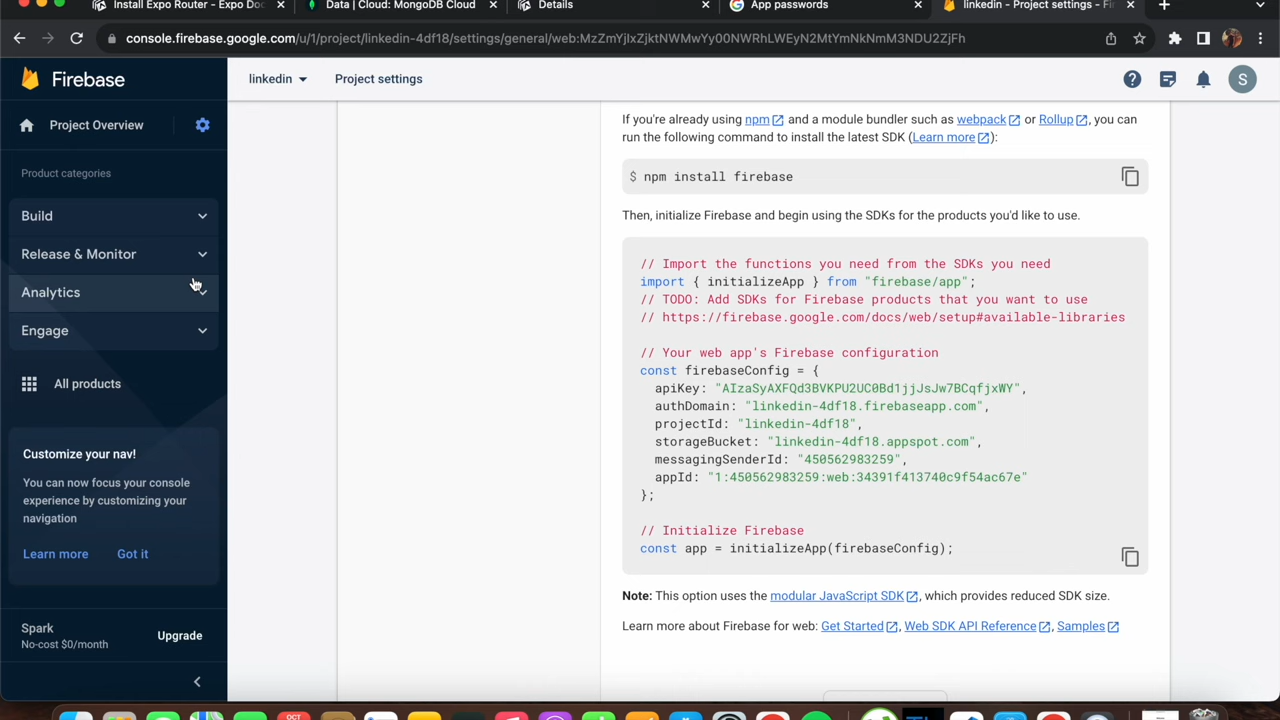 Install Expo Router - Expo Doc
Data | Cloud: MongoDB Cloud
Details
App passwords
linkedin - Project settings - Fi
console.firebase.google.com/u/1/project/linkedin-4df18/settings/general/web:MzZmYjIxZjktNWMwYy00NWRhLWEyN2MtYmNkNmM3NDU2ZjFh
Firebase
linkedin
Project settings
S
Project Overview
Product categories
Build
Release & Monitor
Analytics
Engage
All products
Customize your nav!
You can now focus your console
experience by customizing your
navigation
Learn more
Got it
Spark
No-cost $0/month
Upgrade
If you're already using npm and a module bundler such as webpack or Rollup, you can
run the following command to install the latest SDK (Learn more):
$ npm install firebase
Then, initialize Firebase and begin using the SDKs for the products you'd like to use.
// Import the functions you need from the SDKs you need
import { initializeApp } from "firebase/app";
// TODO: Add SDKs for Firebase products that you want to use
// https://firebase.google.com/docs/web/setup#available-libraries
// Your web app's Firebase configuration
const firebaseConfig = {
apiKey: "AIzaSyAXFQd3BVKPU2UC0Bd1jjJsJw7BCqfjxWY",
authDomain: "linkedin-4df18.firebaseapp.com",
projectId: "linkedin-4df18",
storageBucket: "linkedin-4df18.appspot.com",
messagingSenderId: "450562983259",
appId: "1:450562983259:web:34391f413740c9f54ac67e"
};
// Initialize Firebase
const app = initializeApp(firebaseConfig);
Note: This option uses the modular JavaScript SDK, which provides reduced SDK size.
Learn more about Firebase for web: Get Started, Web SDK API Reference, Samples
OCT